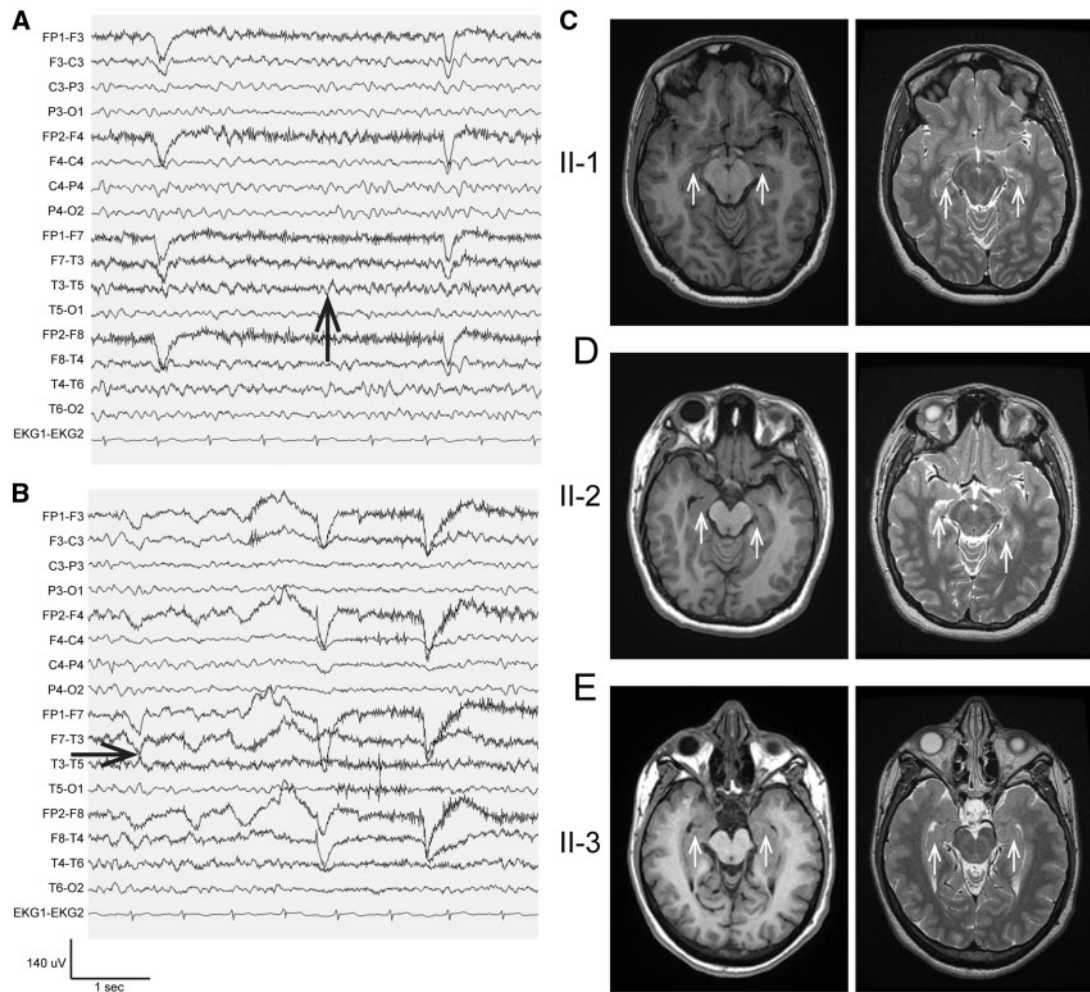 A
FP1-F3
F3-C3
C3-P3
P3-O1
FP2-F4
F4-C4
C4-P4
P4-O2
FP1-F7
F7-T3
T3-T5
T5-O1
FP2-F8
F8-T4
T4-T6
T6-O2
EKG1-EKG2
B
FP1-F3
F3-C3
C3-P3
P3-O1
FP2-F4
F4-C4
C4-P4
P4-O2
FP1-F7
F7-T3
T3-T5
T5-O1
FP2-F8
F8-T4
T4-T6
T6-O2
EKG1-EKG2
140 uV
1 sec
C
II-1
D
II-2
E
II-3